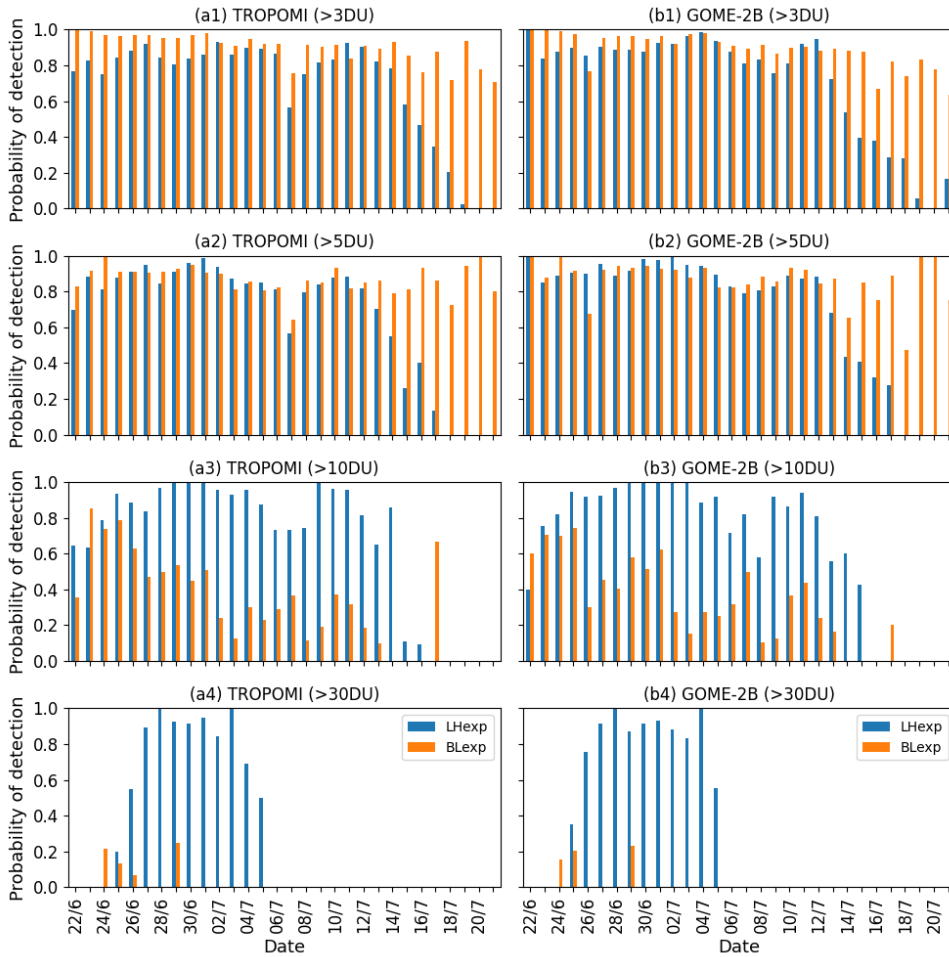 (a1) TROPOMI (>3DU)
(b1) GOME-2B (>3DU)
Probability of detection
1.0
0.8
0.6
0.4
0.2
0.0
(a2) TROPOMI (>5DU)
(b2) GOME-2B (>5DU)
Probability of detection
1.0
0.8
0.6
0.4
0.2
0.0
(a3) TROPOMI (>10DU)
(b3) GOME-2B (>10DU)
Probability of detection
1.0
0.8
0.6
0.4
0.2
0.0
(a4) TROPOMI (>30DU)
(b4) GOME-2B (>30DU)
Probability of detection
1.0
0.8
0.6
0.4
0.2
0.0
LHexp
BLexp
LHexp
BLexp
22/6 24/6 26/6 28/6 30/6 02/7 04/7 06/7 08/7 10/7 12/7 14/7 16/7 18/7 20/7
22/6 24/6 26/6 28/6 30/6 02/7 04/7 06/7 08/7 10/7 12/7 14/7 16/7 18/7 20/7
Date
Date